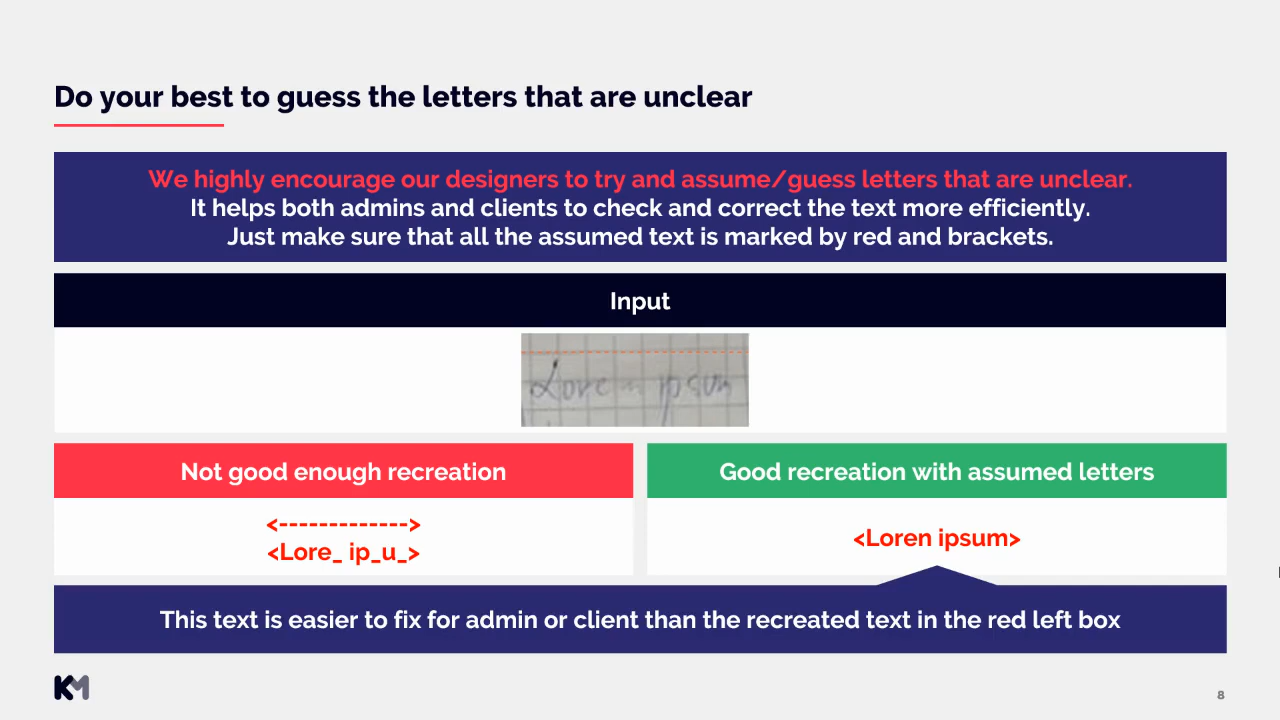 Do your best to guess the letters that are unclear
We highly encourage our designers to try and assume/guess letters that are unclear.
It helps both admins and clients to check and correct the text more efficiently.
Just make sure that all the assumed text is marked by red and brackets.
Input
Lore ipsum
Not good enough recreation
Good recreation with assumed letters
<------------->
<Lore_ ip_u_>
<Loren ipsum>
This text is easier to fix for admin or client than the recreated text in the red left box
KM
8